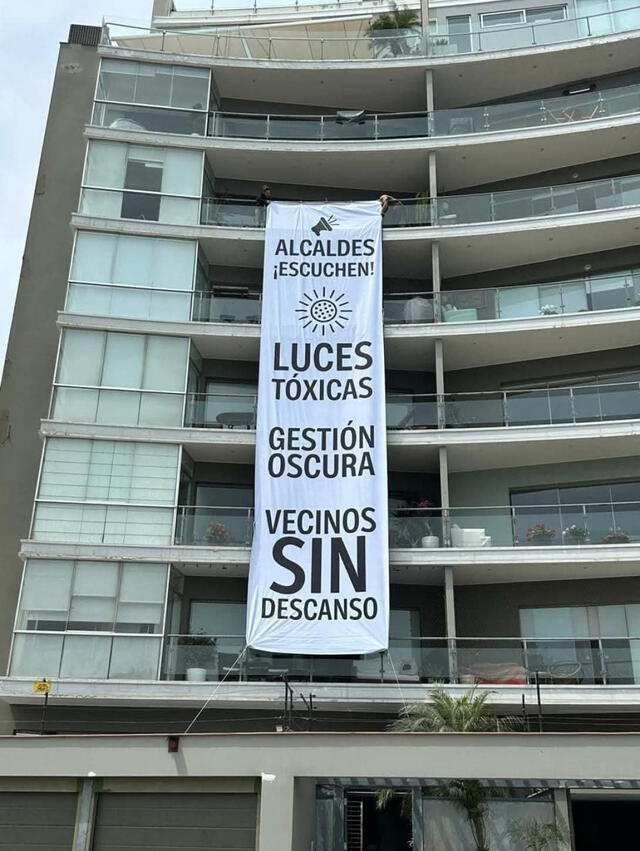 ALCALDES
¡ESCUCHEN!
LUCES
TÓXICAS
GESTIÓN
OSCURA
VECINOS
SIN
DESCANSO